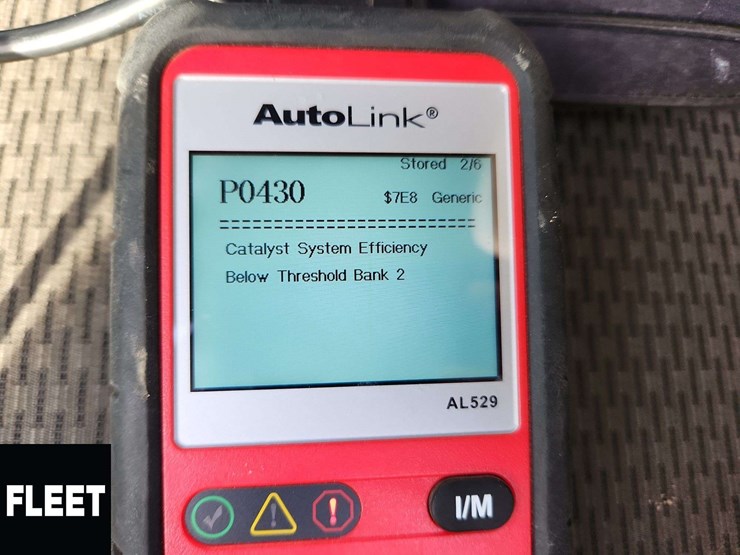 AutoLink®
Stored 2/6
P0430 $7E8 Generic
Catalyst System Efficiency
Below Threshold Bank 2
AL529
I/M
FLEET